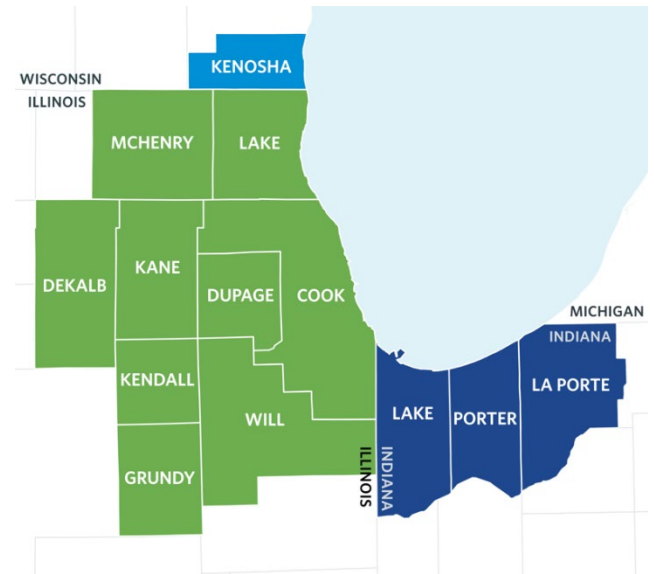 KENOSHA
WISCONSIN
ILLINOIS
MCHENRY
LAKE
KANE
DEKALB
DUPAGE
COOK
MICHIGAN
INDIANA
KENDALL
LA PORTE
LAKE
PORTER
WILL
ILLINOIS
INDIANA
GRUNDY